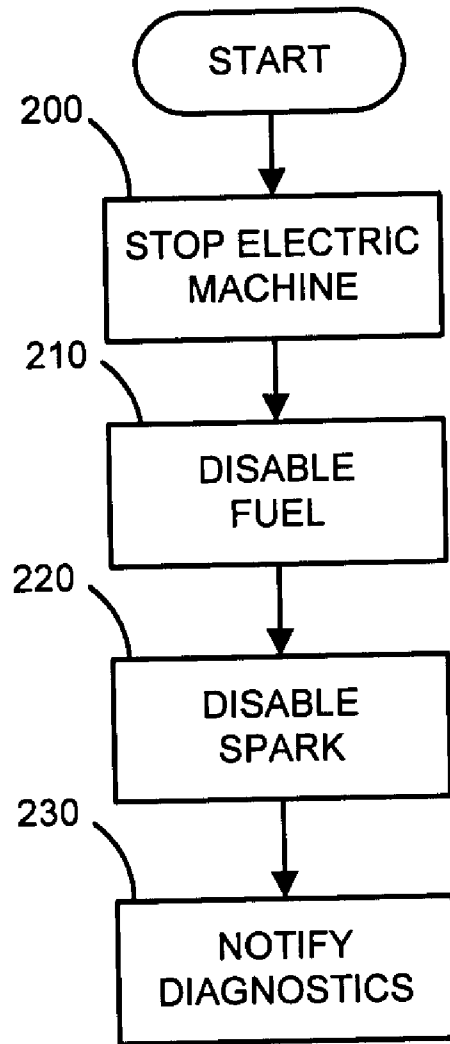 START
200
STOP ELECTRIC
MACHINE
210
DISABLE
FUEL
220
DISABLE
SPARK
230
NOTIFY
DIAGNOSTICS